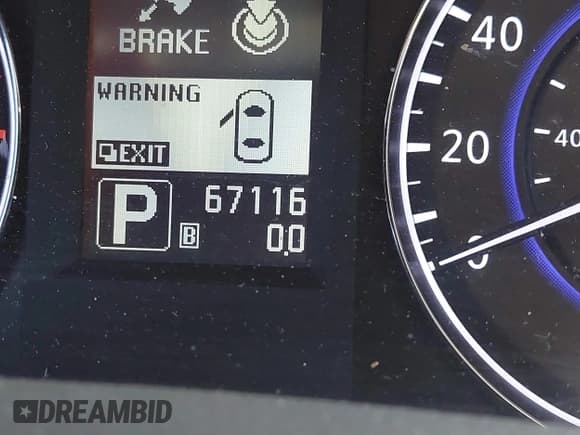 BRAKE
WARNING
EXIT
P
67116
B 0.0
40
20
0
40
DREAMBID